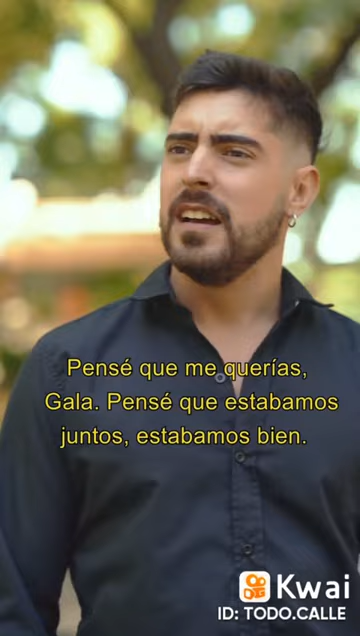 Pensé que me querías,
Gala. Pensé que estabamos
juntos, estabamos bien.
Kwai
ID: TODO.CALLE